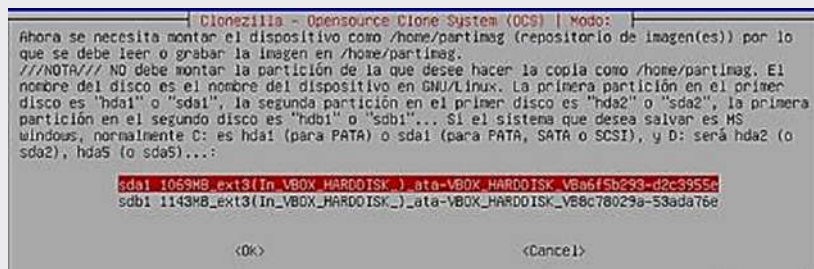 Clonezilla - Opensource Clone System (OCS) | Modo:
Ahora se necesita montar el dispositivo como /home/partimag (repositorio de imagen(es)) por lo
que se debe leer o grabar la imagen en /home/partimag.
///NOTA/// NO debe montar la partición de la que desee hacer la copia como /home/partimag. El
nombre del disco es el nombre del dispositivo en GNU/Linux. La primera partición en el primer
disco es "hda1" o "sda1", la segunda partición en el primer disco es "hda2" o "sda2", la primera
partición en el segundo disco es "hdb1" o "sdb1"... Si el sistema que desea salvar es MS
windows, normalmente C: es hda1 (para PATA) o sda1 (para PATA, SATA o SCSI), y D: será hda2 (o
sda2), hda5 (o sda5)...:
sda1 1069MB_ext3(In_VBOX_HARDDISK_)_ata-VBOX_HARDDISK_VBa6f5b293-d2c3955e
sdb1 1143MB_ext3(In_VBOX_HARDDISK_)_ata-VBOX_HARDDISK_VB8c78029a-53ada76e
<Ok> <Cancel>